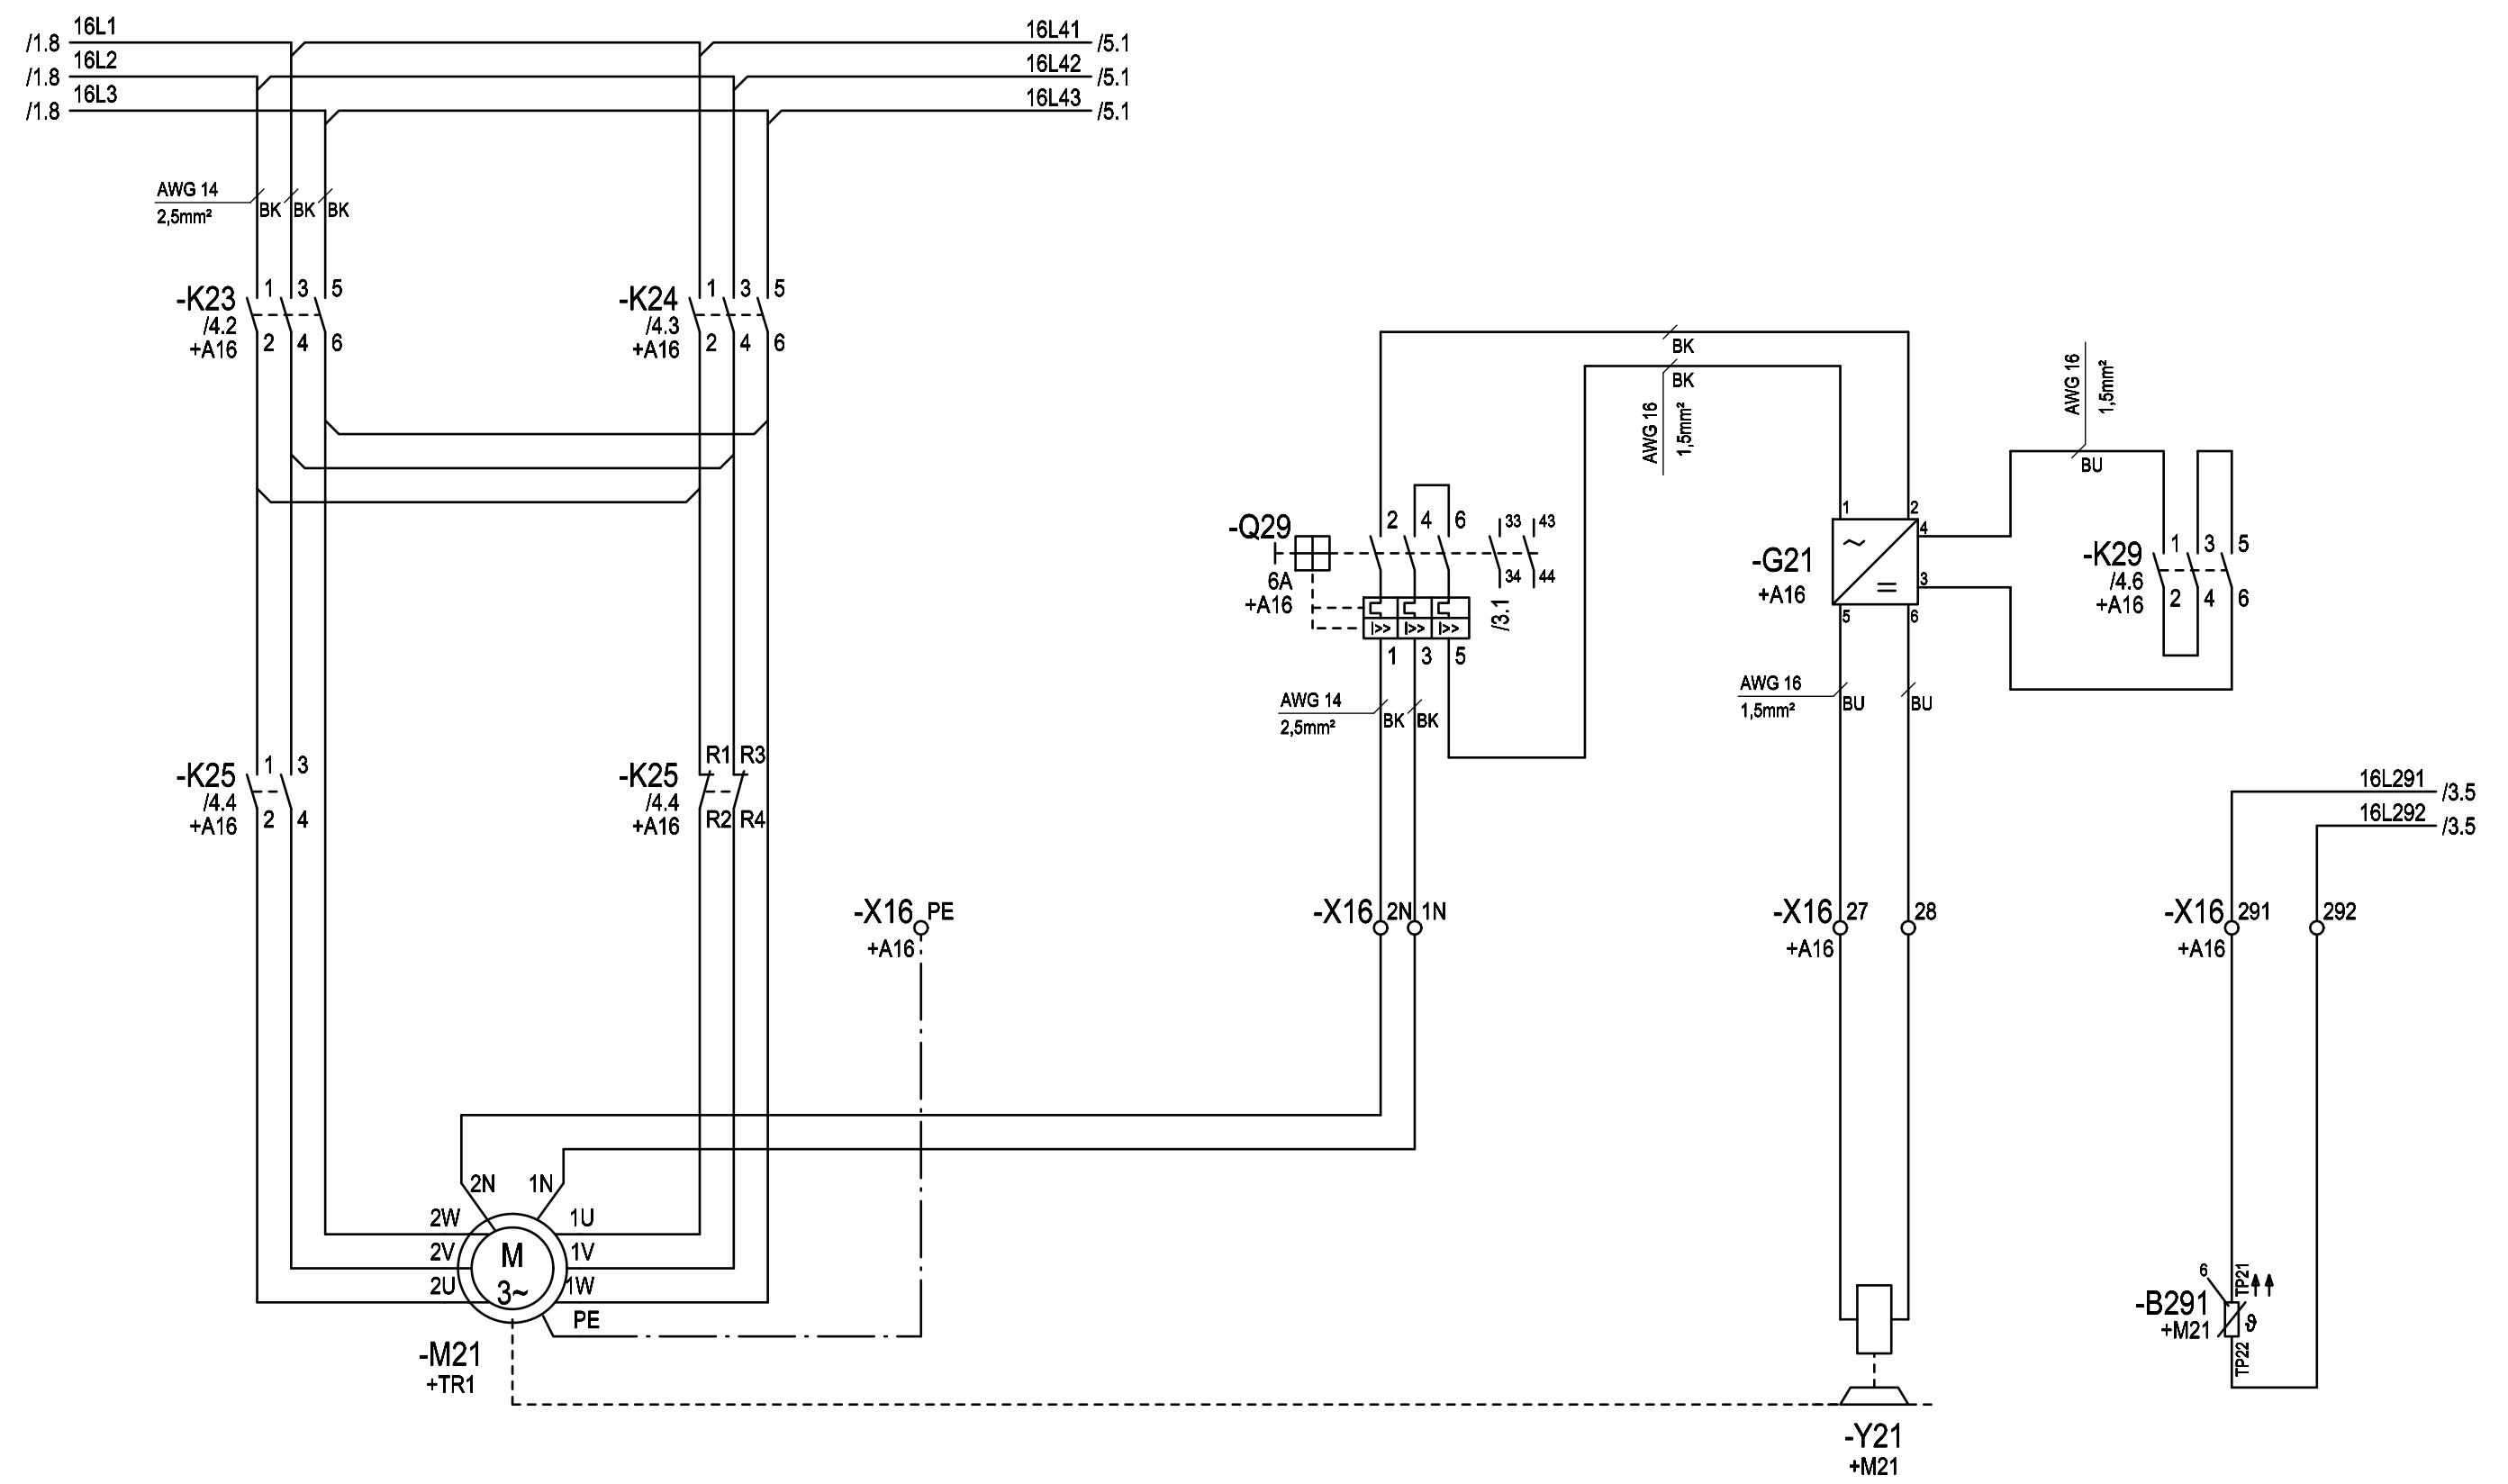 16L1
/1.8
16L2
/1.8
16L3
/1.8
16L41
/5.1
16L42
/5.1
16L43
/5.1
AWG 14
2,5mm²
BK BK BK
-K23
/4.2
+A16
1 3 5
2 4 6
-K24
/4.3
+A16
1 3 5
2 4 6
BK
BK
AWG 16
1,5mm²
AWG 16
1,5mm²
BU
-Q29
6A
+A16
2 4 6
33 43
34 44
I>> I>> I>>
/3.1
1 3 5
-G21
+A16
1 2
4
3
~
=
5 6
-K29
/4.6
+A16
1 3 5
2 4 6
AWG 14
2,5mm²
BK BK
AWG 16
1,5mm²
BU BU
-K25
/4.4
+A16
1 3
2 4
-K25
/4.4
+A16
R1 R3
R2 R4
16L291
/3.5
16L292
/3.5
-X16 PE
+A16
-X16 2N 1N
-X16 27 28
+A16
-X16 291 292
+A16
2N 1N
2W 1U
2V 1V
2U 1W
M
3~
PE
-M21
+TR1
6
TP21
-B291
+M21
ϑ
TP22
-Y21
+M21